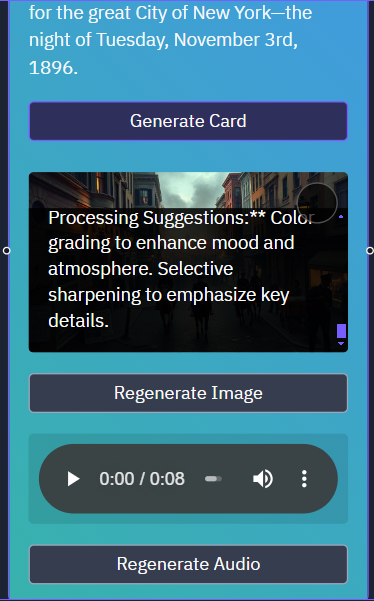 for the great City of New York—the
night of Tuesday, November 3rd,
1896.
Generate Card
Processing Suggestions:** Color
grading to enhance mood and
atmosphere. Selective
sharpening to emphasize key
details.
Regenerate Image
0:00 / 0:08
Regenerate Audio